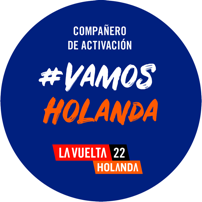 COMPAÑERO
DE ACTIVACIÓN
#VAMOS
HOLANDA
LA VUELTA 22
HOLANDA